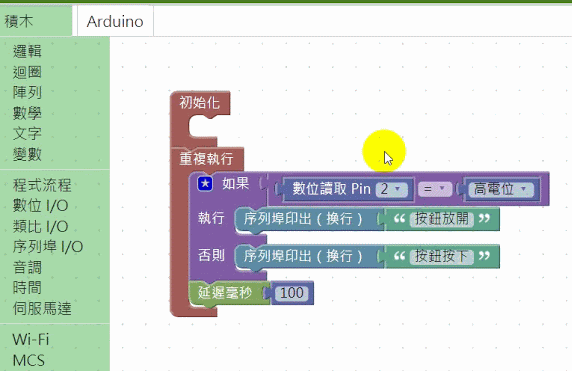 積木 Arduino
邏輯
迴圈
陣列
數學
文字
變數
程式流程
數位 I/O
類比 I/O
序列埠 I/O
音調
時間
伺服馬達
Wi-Fi
MCS
初始化
重複執行
如果 數位讀取 Pin 2 = 高電位
執行 序列埠印出（換行） “ 按鈕放開 ”
否則 序列埠印出（換行） “ 按鈕按下 ”
延遲毫秒 100